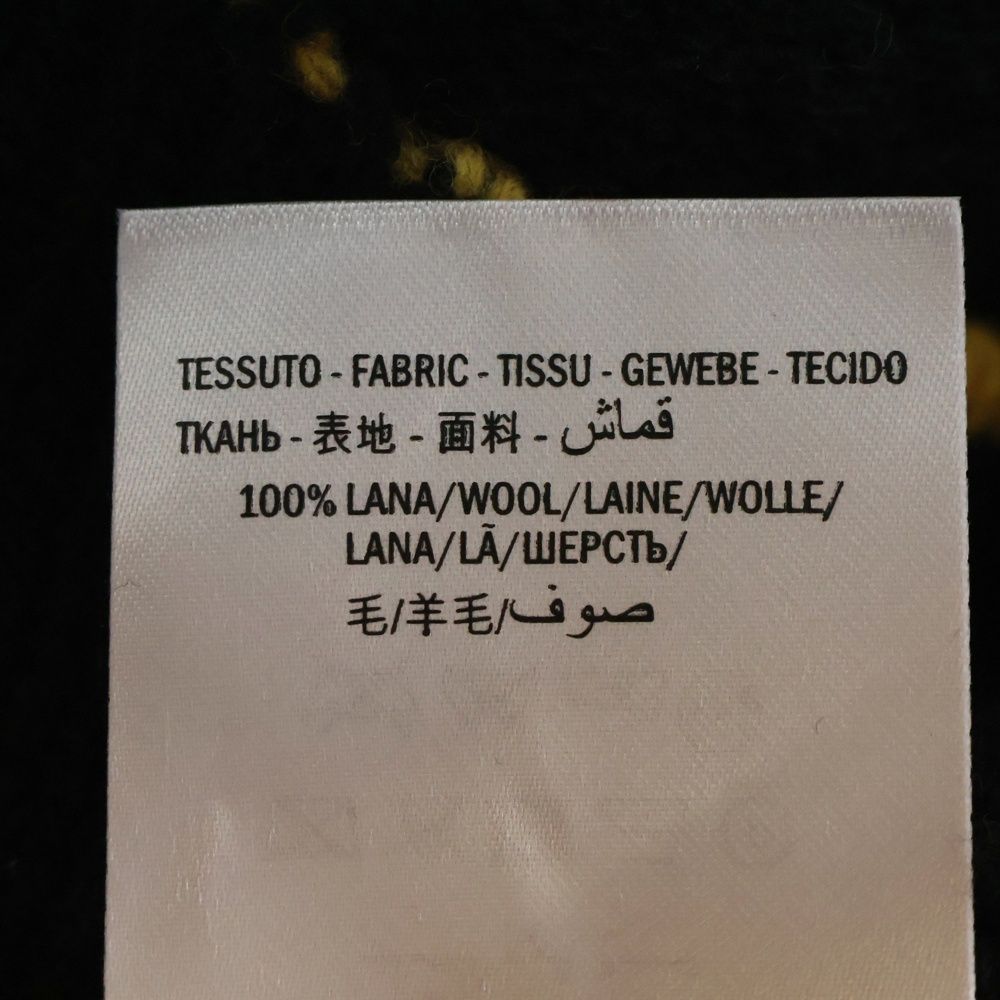 TESSUTO - FABRIC - TISSU - GEWEBE - TECIDO
ТКАНЬ - 表地 - 面料 - قماش
100% LANA/WOOL/LAINE/WOLLE/
LANA/LÃ/ШЕРСТЬ/
毛/羊毛/صوف